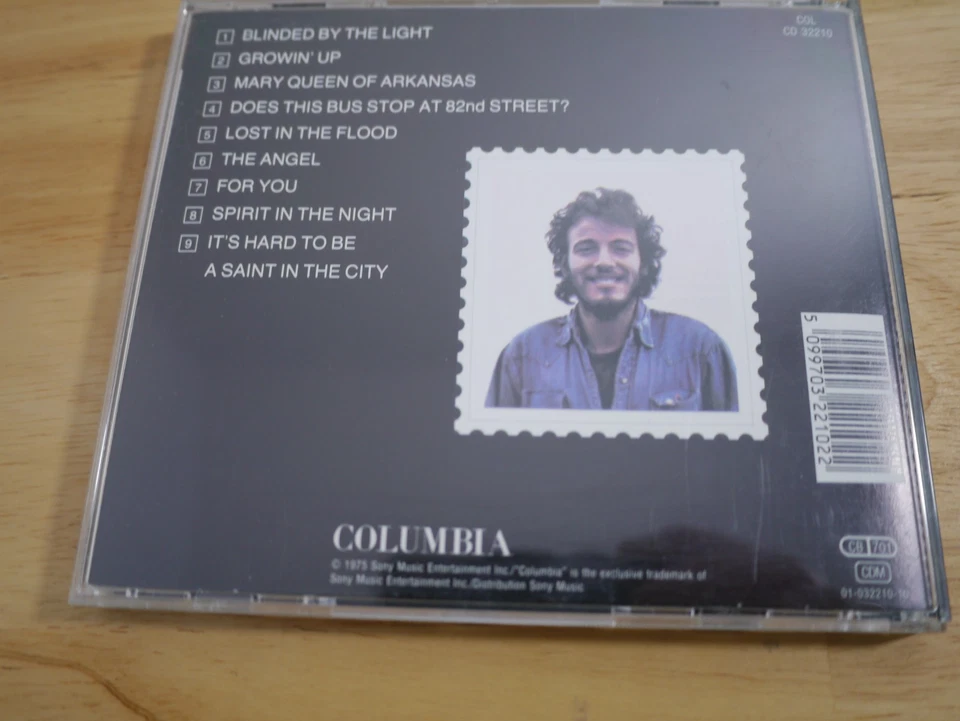 COL
CD 32210
1 BLINDED BY THE LIGHT
2 GROWIN' UP
3 MARY QUEEN OF ARKANSAS
4 DOES THIS BUS STOP AT 82nd STREET?
5 LOST IN THE FLOOD
6 THE ANGEL
7 FOR YOU
8 SPIRIT IN THE NIGHT
9 IT'S HARD TO BE
A SAINT IN THE CITY
5 099703 221022
COLUMBIA
© 1975 Sony Music Entertainment Inc./"Columbia" is the exclusive trademark of
Sony Music Entertainment Inc./Distribution Sony Music
CB 701
CDM
01-032210-10